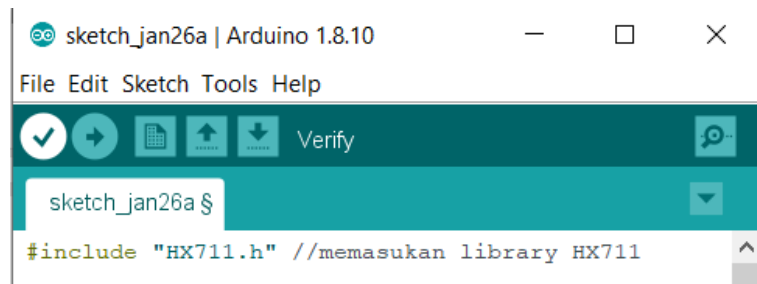 sketch_jan26a | Arduino 1.8.10
File Edit Sketch Tools Help
Verify
sketch_jan26a §
#include "HX711.h" //memasukan library HX711